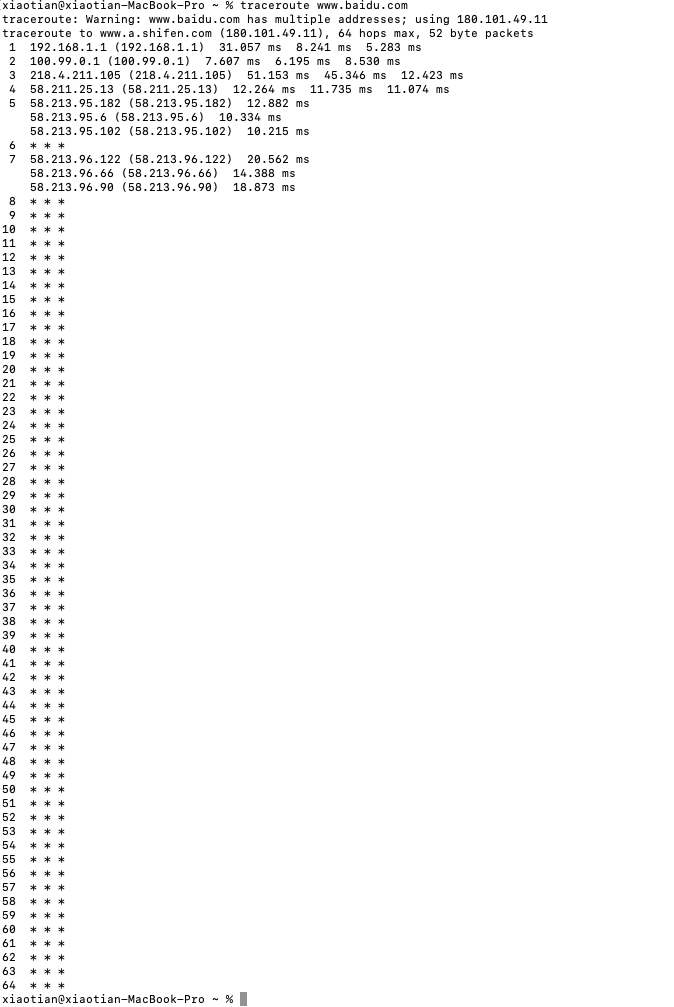 xiaotian@xiaotian-MacBook-Pro ~ % traceroute www.baidu.com
traceroute: Warning: www.baidu.com has multiple addresses; using 180.101.49.11
traceroute to www.a.shifen.com (180.101.49.11), 64 hops max, 52 byte packets
 1  192.168.1.1 (192.168.1.1)  31.057 ms  8.241 ms  5.283 ms
 2  100.99.0.1 (100.99.0.1)  7.607 ms  6.195 ms  8.530 ms
 3  218.4.211.105 (218.4.211.105)  51.153 ms  45.346 ms  12.423 ms
 4  58.211.25.13 (58.211.25.13)  12.264 ms  11.735 ms  11.074 ms
 5  58.213.95.182 (58.213.95.182)  12.882 ms
    58.213.95.6 (58.213.95.6)  10.334 ms
    58.213.95.102 (58.213.95.102)  10.215 ms
 6  * * *
 7  58.213.96.122 (58.213.96.122)  20.562 ms
    58.213.96.66 (58.213.96.66)  14.388 ms
    58.213.96.90 (58.213.96.90)  18.873 ms
 8  * * *
 9  * * *
10  * * *
11  * * *
12  * * *
13  * * *
14  * * *
15  * * *
16  * * *
17  * * *
18  * * *
19  * * *
20  * * *
21  * * *
22  * * *
23  * * *
24  * * *
25  * * *
26  * * *
27  * * *
28  * * *
29  * * *
30  * * *
31  * * *
32  * * *
33  * * *
34  * * *
35  * * *
36  * * *
37  * * *
38  * * *
39  * * *
40  * * *
41  * * *
42  * * *
43  * * *
44  * * *
45  * * *
46  * * *
47  * * *
48  * * *
49  * * *
50  * * *
51  * * *
52  * * *
53  * * *
54  * * *
55  * * *
56  * * *
57  * * *
58  * * *
59  * * *
60  * * *
61  * * *
62  * * *
63  * * *
64  * * *
xiaotian@xiaotian-MacBook-Pro ~ %